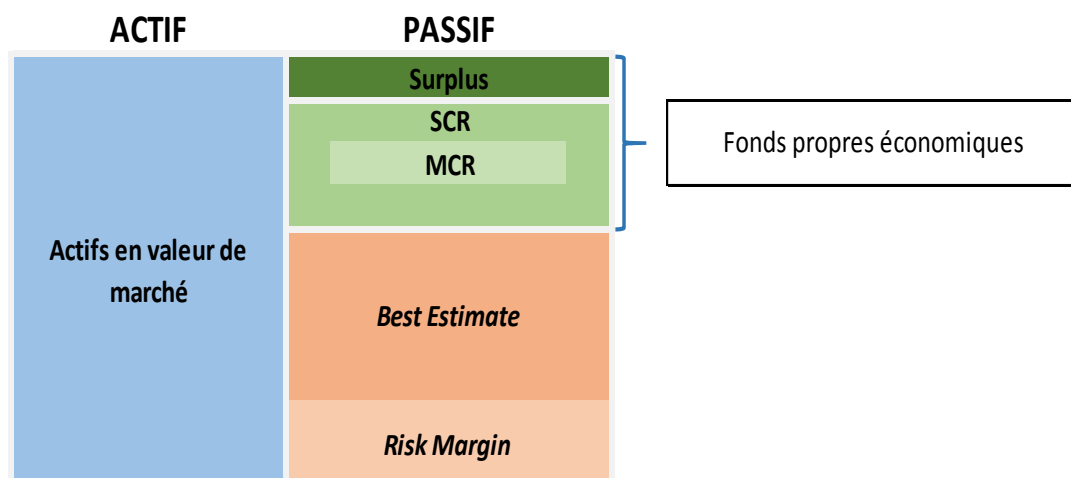 ACTIF
PASSIF
Surplus
SCR
MCR
Fonds propres économiques
Actifs en valeur de
marché
Best Estimate
Risk Margin